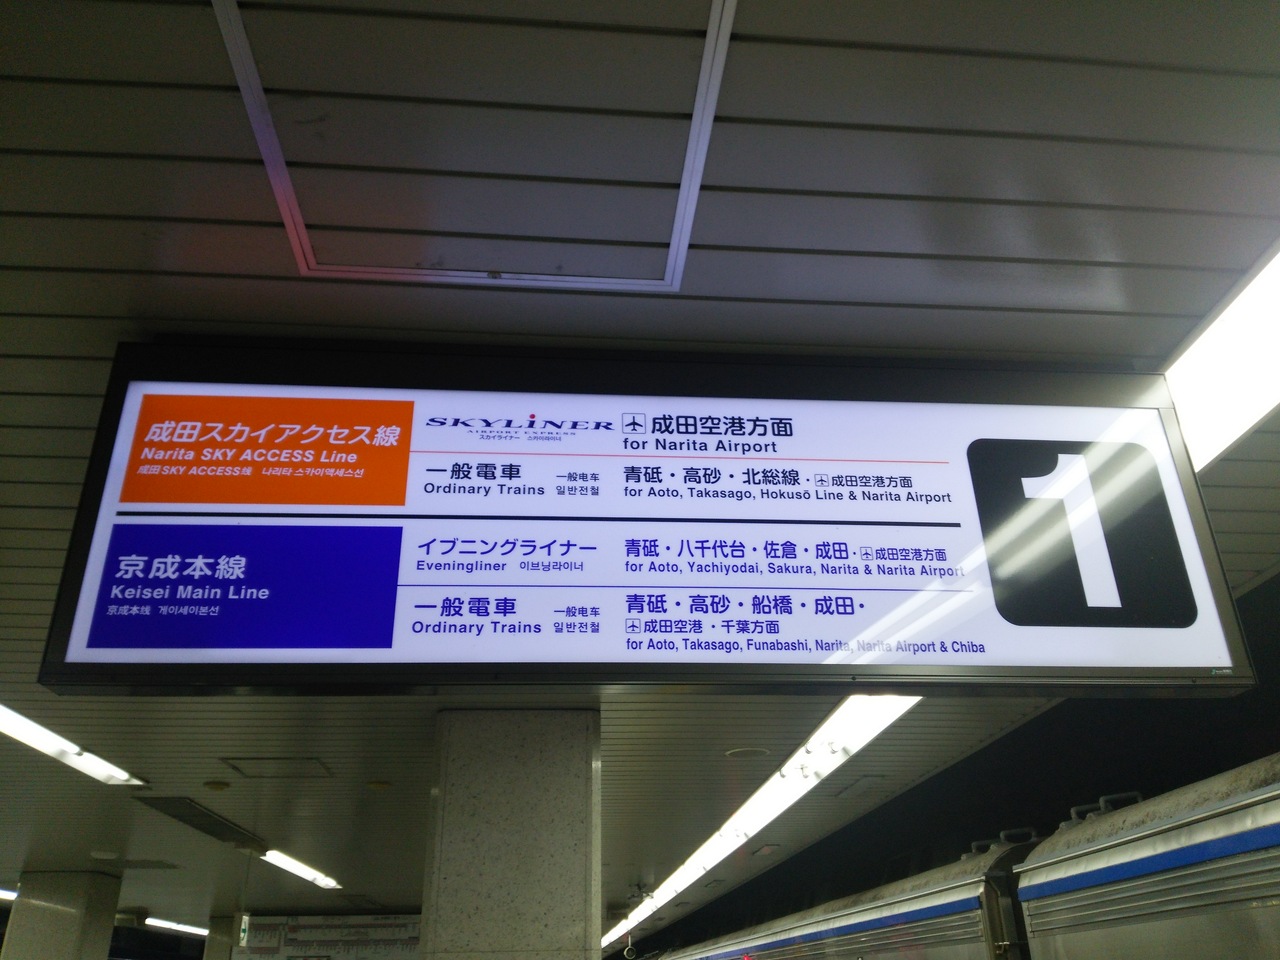 成田スカイアクセス線
Narita SKY ACCESS Line
成田SKY ACCESS线 나리타 스카이액세스선
SKYLINER
AIRPORT EXPRESS
スカイライナー 스카이라이너
成田空港方面
for Narita Airport
一般電車 一般电车
Ordinary Trains 일반전철
青砥・高砂・北総線・成田空港方面
for Aoto, Takasago, Hokusō Line & Narita Airport
京成本線
Keisei Main Line
京成本线 게이세이본선
イブニングライナー
Eveningliner 이브닝라이너
青砥・八千代台・佐倉・成田・成田空港方面
for Aoto, Yachiyodai, Sakura, Narita & Narita Airport
一般電車 一般电车
Ordinary Trains 일반전철
青砥・高砂・船橋・成田・
成田空港・千葉方面
for Aoto, Takasago, Funabashi, Narita, Narita Airport & Chiba
1